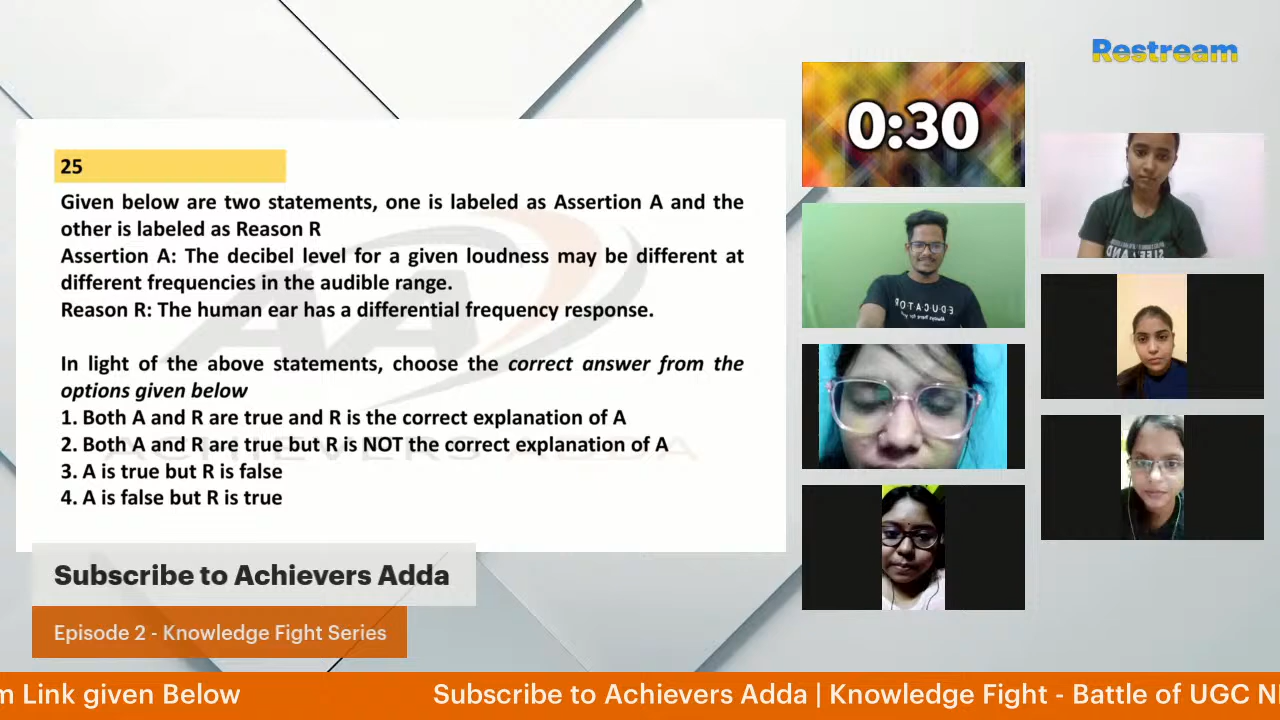 Restream
0:30
25
Given below are two statements, one is labeled as Assertion A and the
other is labeled as Reason R
Assertion A: The decibel level for a given loudness may be different at
different frequencies in the audible range.
Reason R: The human ear has a differential frequency response.
In light of the above statements, choose the correct answer from the
options given below
1. Both A and R are true and R is the correct explanation of A
2. Both A and R are true but R is NOT the correct explanation of A
3. A is true but R is false
4. A is false but R is true
ACHIEVERS ADDA
EDUCATOR
Subscribe to Achievers Adda
Episode 2 - Knowledge Fight Series
m Link given Below
Subscribe to Achievers Adda | Knowledge Fight - Battle of UGC N